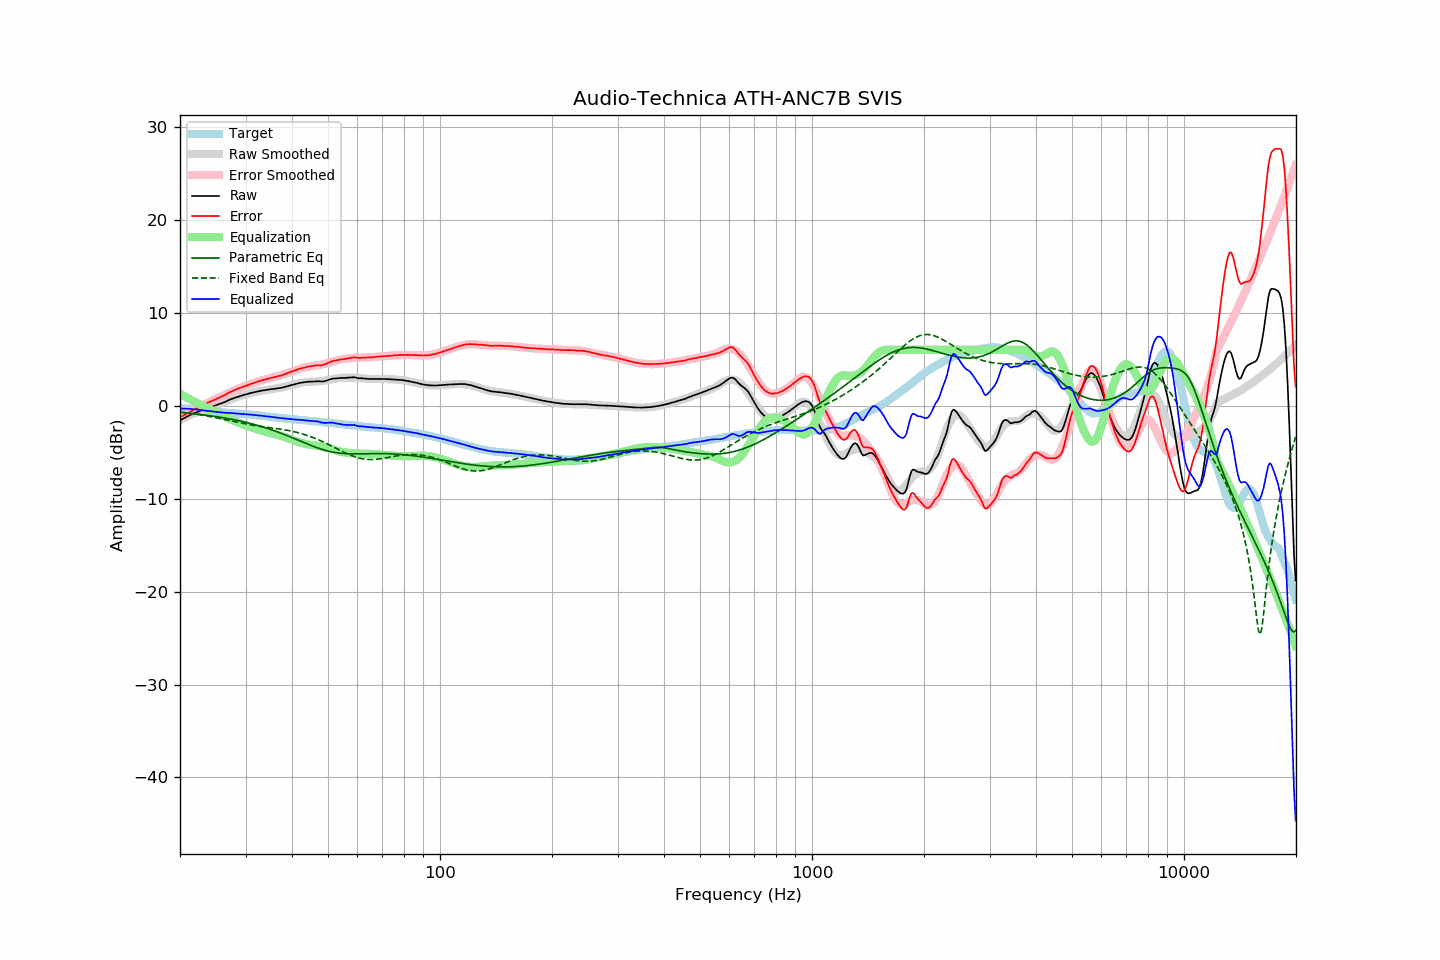 Audio-Technica ATH-ANC7B SVIS
Target
Raw Smoothed
Error Smoothed
Raw
Error
Equalization
Parametric Eq
Fixed Band Eq
Equalized
30
20
10
0
−10
−20
−30
−40
Amplitude (dBr)
100
1000
10000
Frequency (Hz)